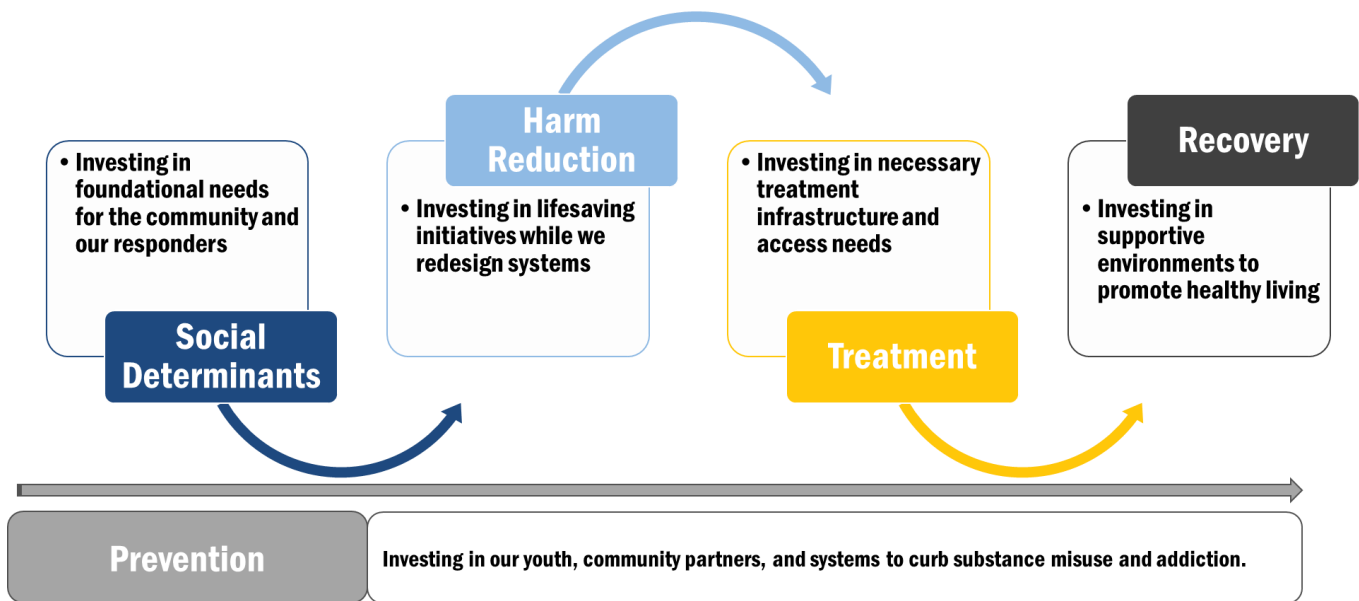 • Investing in
foundational needs
for the community and
our responders
Social
Determinants
Harm
Reduction
• Investing in lifesaving
initiatives while we
redesign systems
• Investing in necessary
treatment
infrastructure and
access needs
Treatment
Recovery
• Investing in
supportive
environments to
promote healthy living
Prevention
Investing in our youth, community partners, and systems to curb substance misuse and addiction.